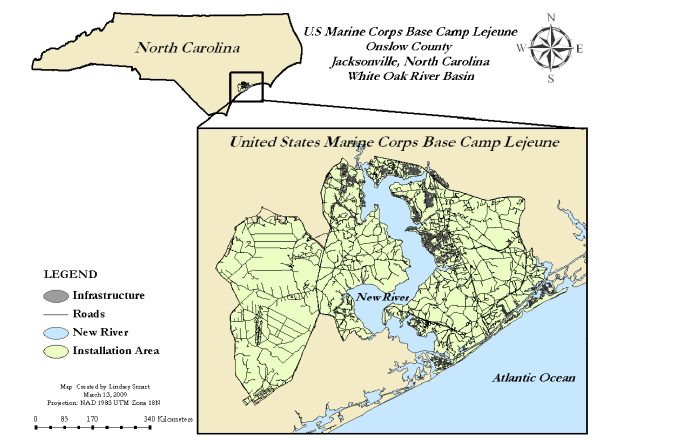 North Carolina
U.S Marine Corps Base Camp Lejeune
Onslow County
Jacksonville, North Carolina
White Oak River Basin
N
W
E
S
United States Marine Corps Base Camp Lejeune
New River
Atlantic Ocean
LEGEND
Infrastructure
Roads
New River
Installation Area
Map Created by Lindsey Smart
March 13, 2009
Projection: NAD 1983 UTM Zone 18N
0 85 170 340 Kilometers